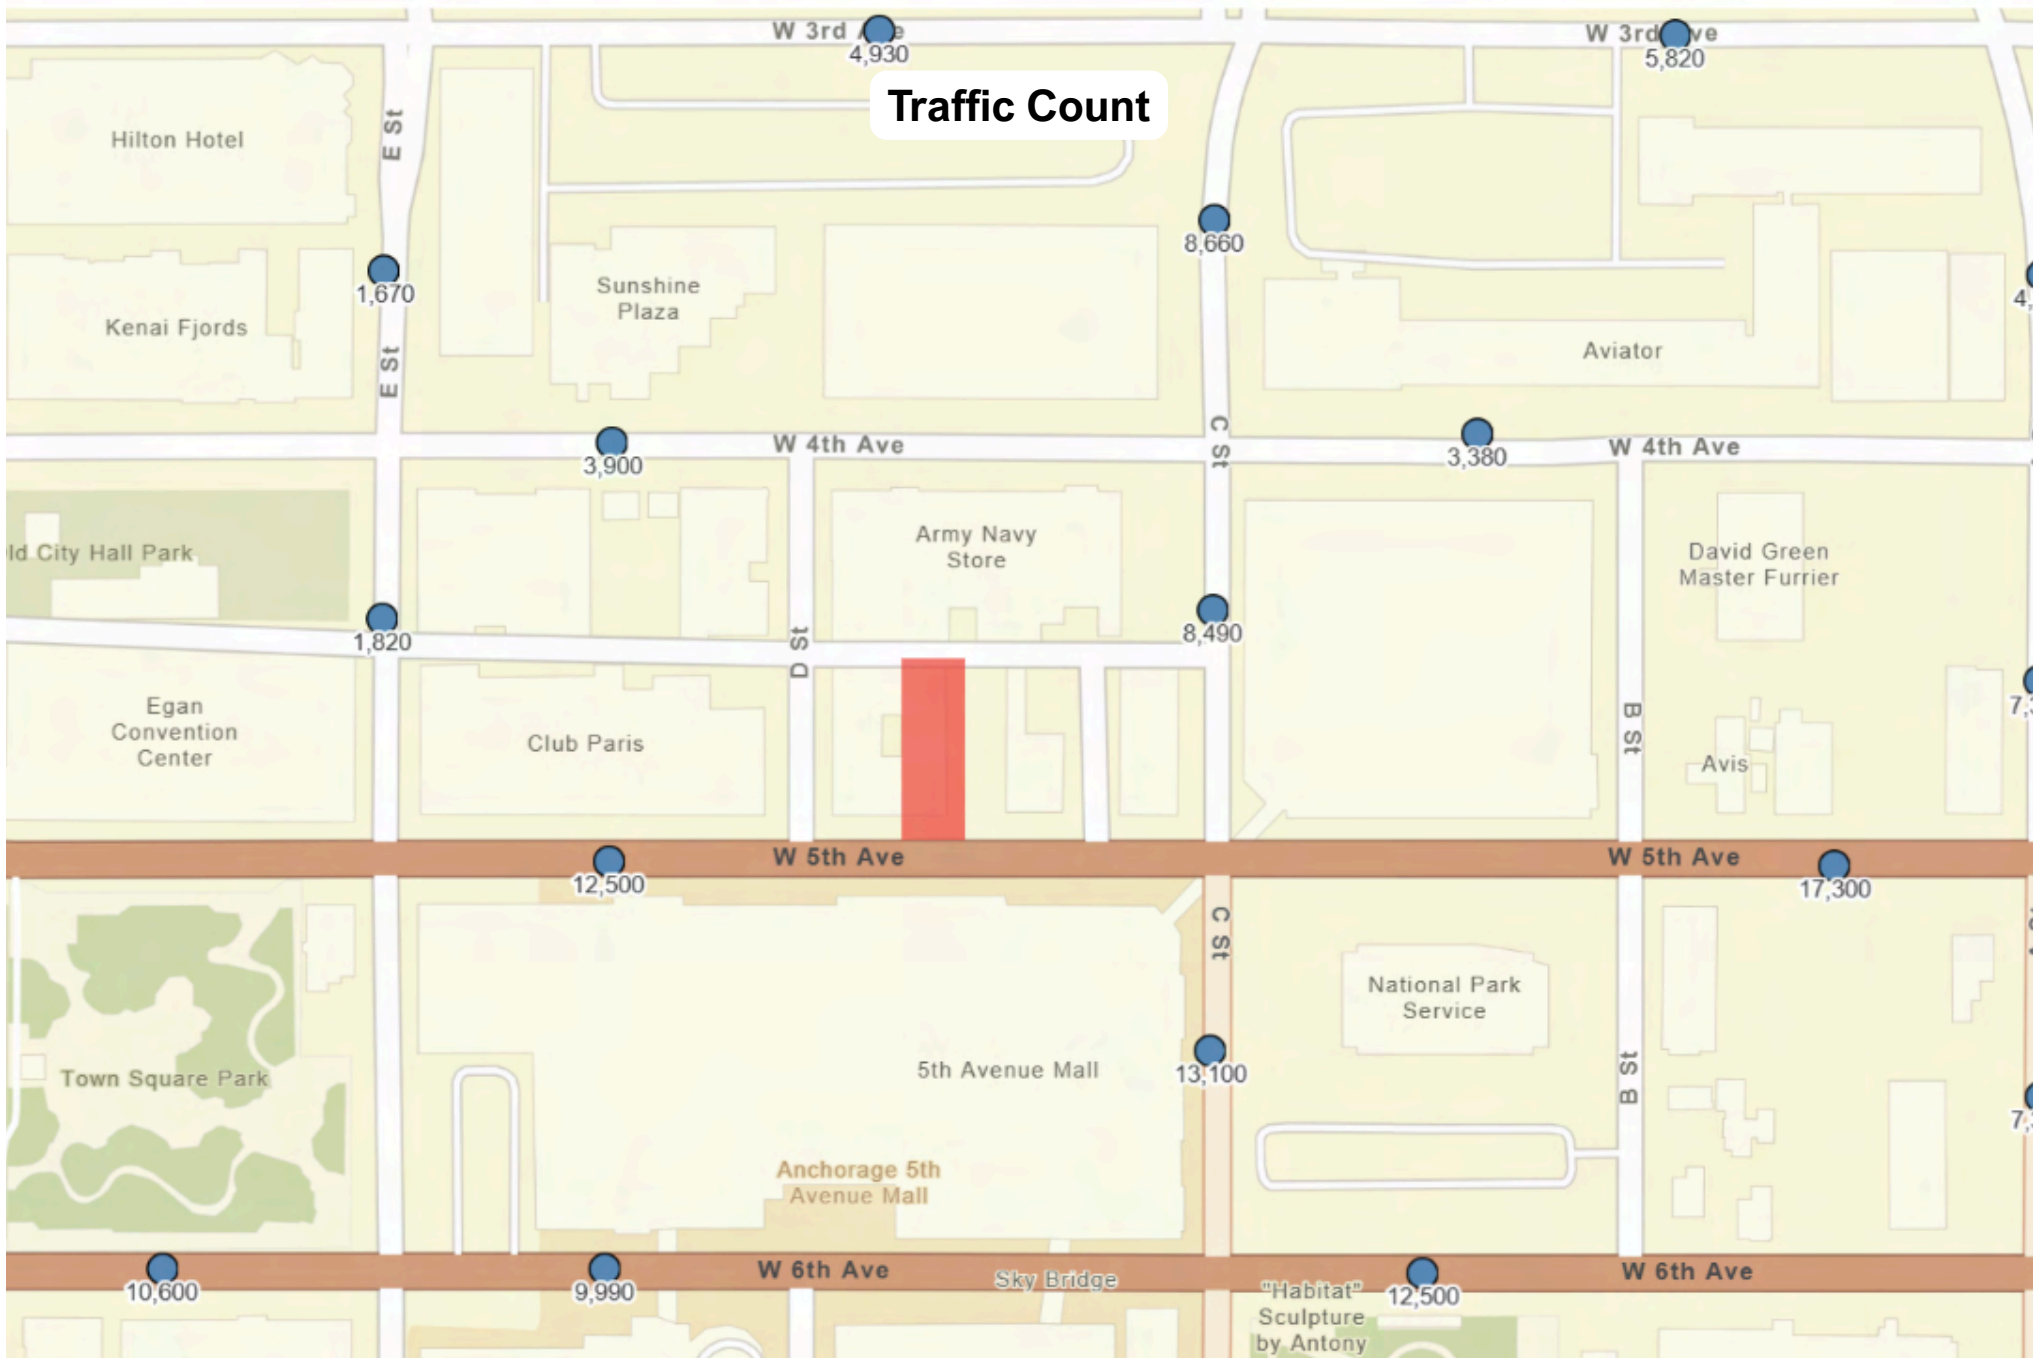 W 3rd Ave
4,930
W 3rd Ave
5,820
Traffic Count
E St
Hilton Hotel
8,660
1,670
Sunshine
Plaza
Kenai Fjords
E St
Aviator
C St
W 4th Ave
3,900
3,380
W 4th Ave
Army Navy
Store
ld City Hall Park
David Green
Master Furrier
1,820
D St
8,490
Egan
Convention
Center
Club Paris
B St
Avis
W 5th Ave
12,500
W 5th Ave
17,300
C St
National Park
Service
5th Avenue Mall
13,100
Town Square Park
B St
Anchorage 5th
Avenue Mall
W 6th Ave
10,600
9,990
Sky Bridge
12,500
W 6th Ave
"Habitat"
Sculpture
by Antony